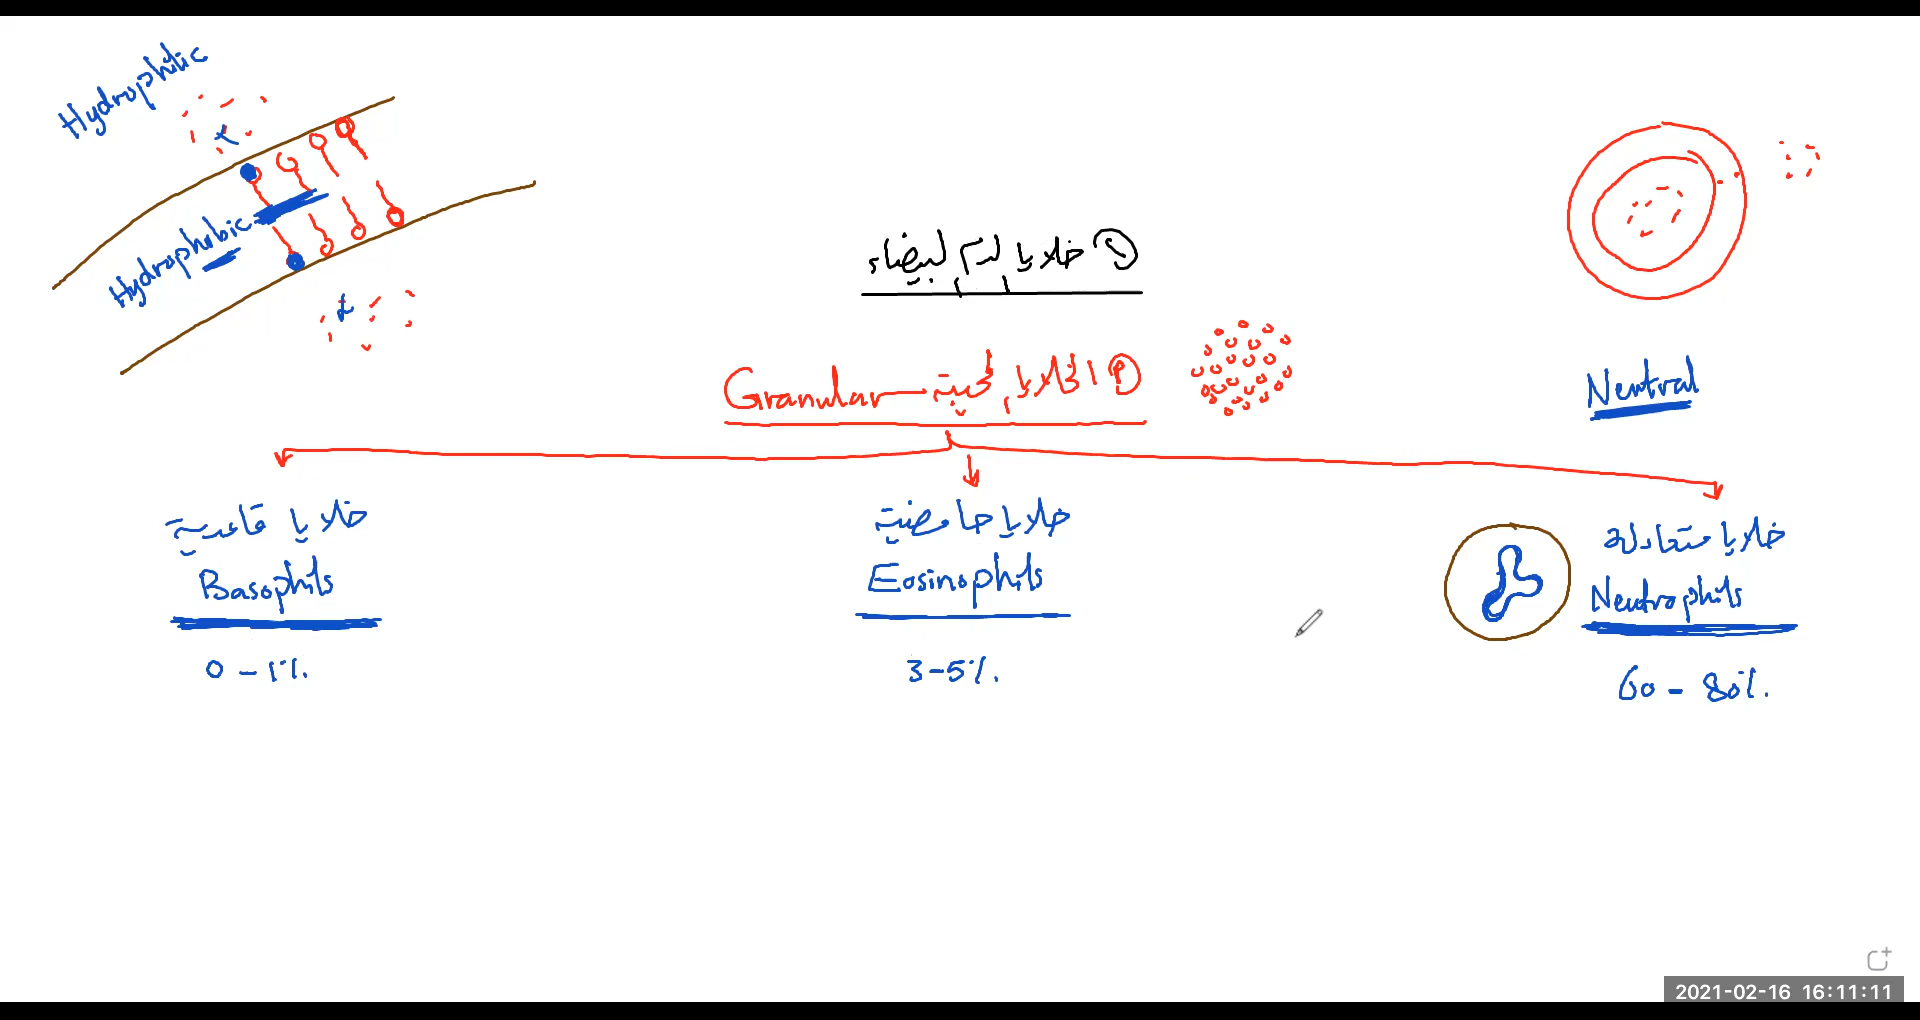 Hydrophilic
Hydrophobic
② خلايا الدم البيضاء
① الخلايا الحبيبية — Granular
Neutral
خلايا قاعدية
Basophils
0 - 1%.
خلايا حامضية
Eosinophils
3-5%.
خلايا متعادلة
Neutrophils
60 - 80%.
2021-02-16 16:11:11